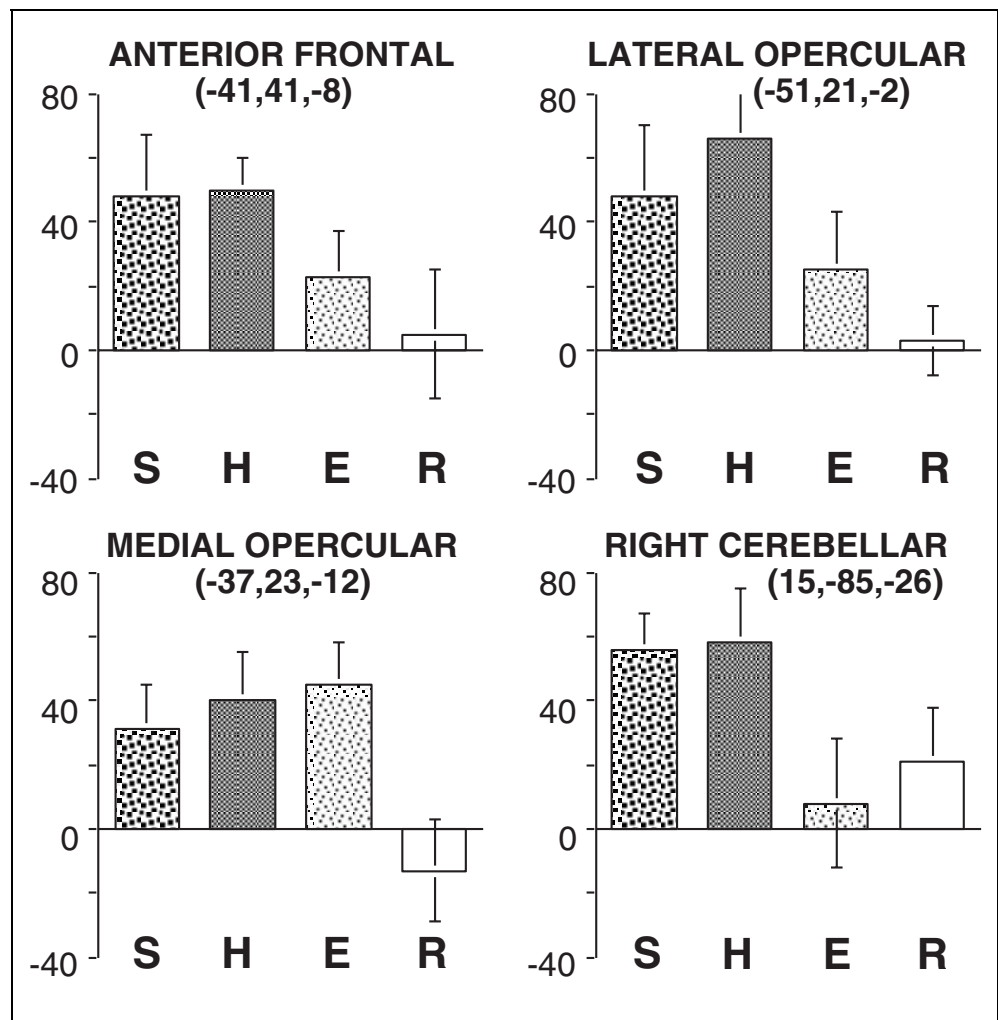 ANTERIOR FRONTAL
(-41,41,-8)
80
40
0
-40
S H E R
LATERAL OPERCULAR
(-51,21,-2)
80
40
0
-40
S H E R
MEDIAL OPERCULAR
(-37,23,-12)
80
40
0
-40
S H E R
RIGHT CEREBELLAR
(15,-85,-26)
80
40
0
-40
S H E R